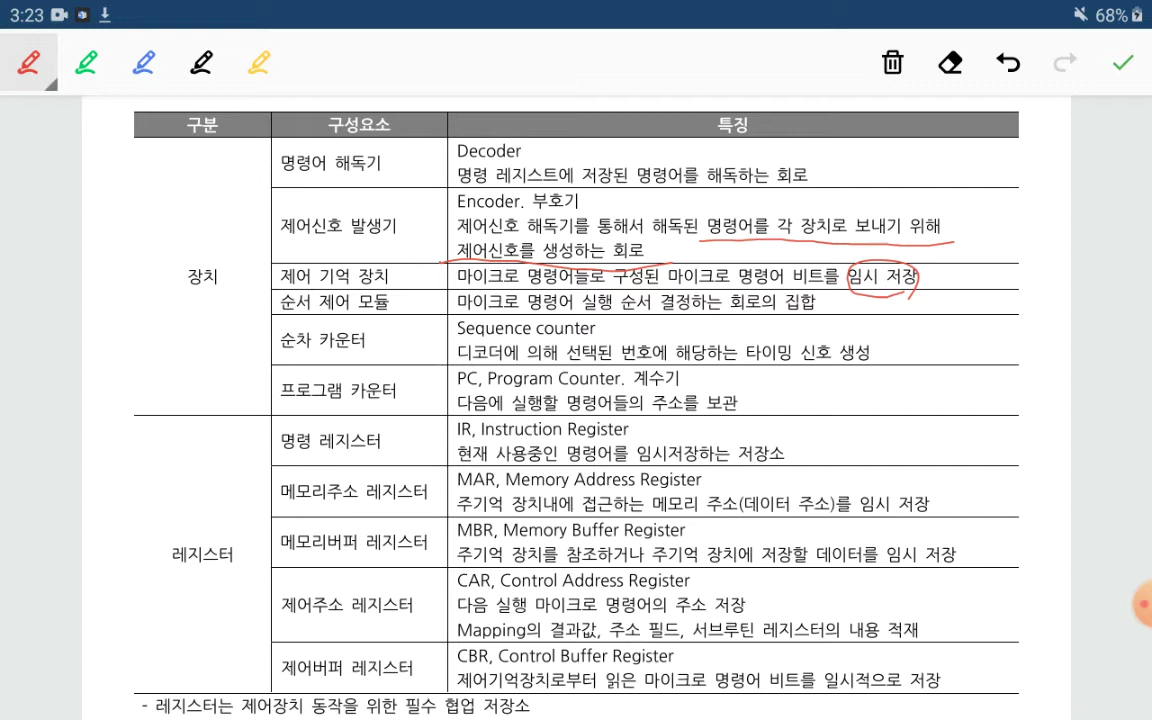 3:23
68%
구분 구성요소 특징
장치
명령어 해독기
Decoder
명령 레지스트에 저장된 명령어를 해독하는 회로
제어신호 발생기
Encoder. 부호기
제어신호 해독기를 통해서 해독된 명령어를 각 장치로 보내기 위해
제어신호를 생성하는 회로
제어 기억 장치
마이크로 명령어들로 구성된 마이크로 명령어 비트를 임시 저장
순서 제어 모듈
마이크로 명령어 실행 순서 결정하는 회로의 집합
순차 카운터
Sequence counter
디코더에 의해 선택된 번호에 해당하는 타이밍 신호 생성
프로그램 카운터
PC, Program Counter. 계수기
다음에 실행할 명령어들의 주소를 보관
레지스터
명령 레지스터
IR, Instruction Register
현재 사용중인 명령어를 임시저장하는 저장소
메모리주소 레지스터
MAR, Memory Address Register
주기억 장치내에 접근하는 메모리 주소(데이터 주소)를 임시 저장
메모리버퍼 레지스터
MBR, Memory Buffer Register
주기억 장치를 참조하거나 주기억 장치에 저장할 데이터를 임시 저장
제어주소 레지스터
CAR, Control Address Register
다음 실행 마이크로 명령어의 주소 저장
Mapping의 결과값, 주소 필드, 서브루틴 레지스터의 내용 적재
제어버퍼 레지스터
CBR, Control Buffer Register
제어기억장치로부터 읽은 마이크로 명령어 비트를 일시적으로 저장
- 레지스터는 제어장치 동작을 위한 필수 협업 저장소